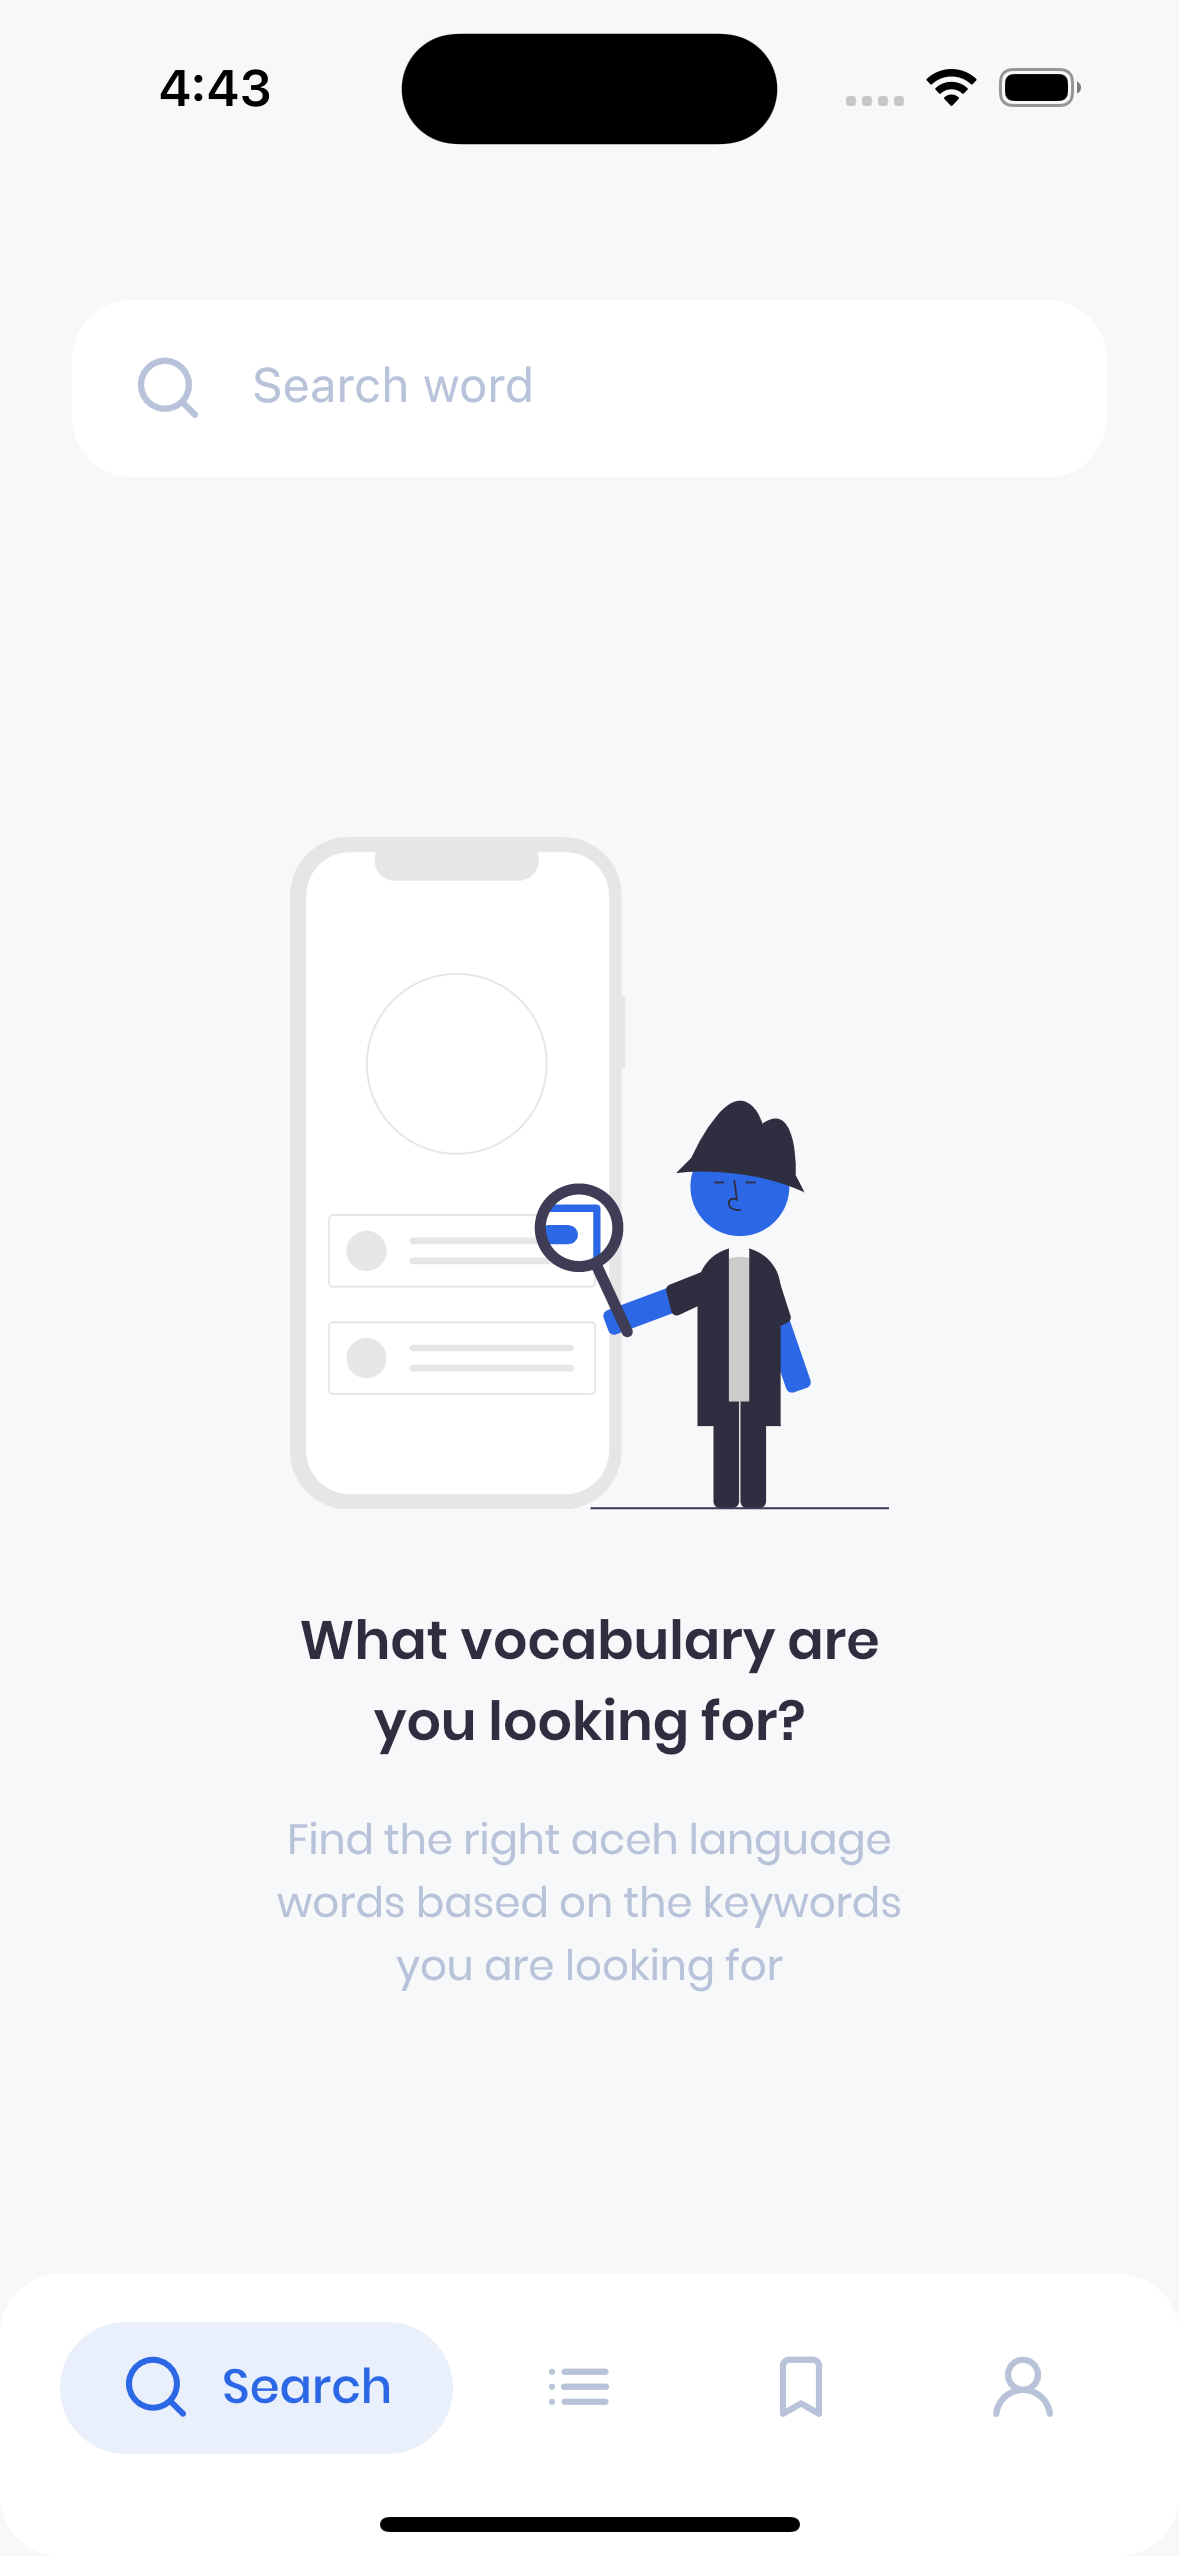 4:43
Search word
What vocabulary are
you looking for?
Find the right aceh language
words based on the keywords
you are looking for
Search